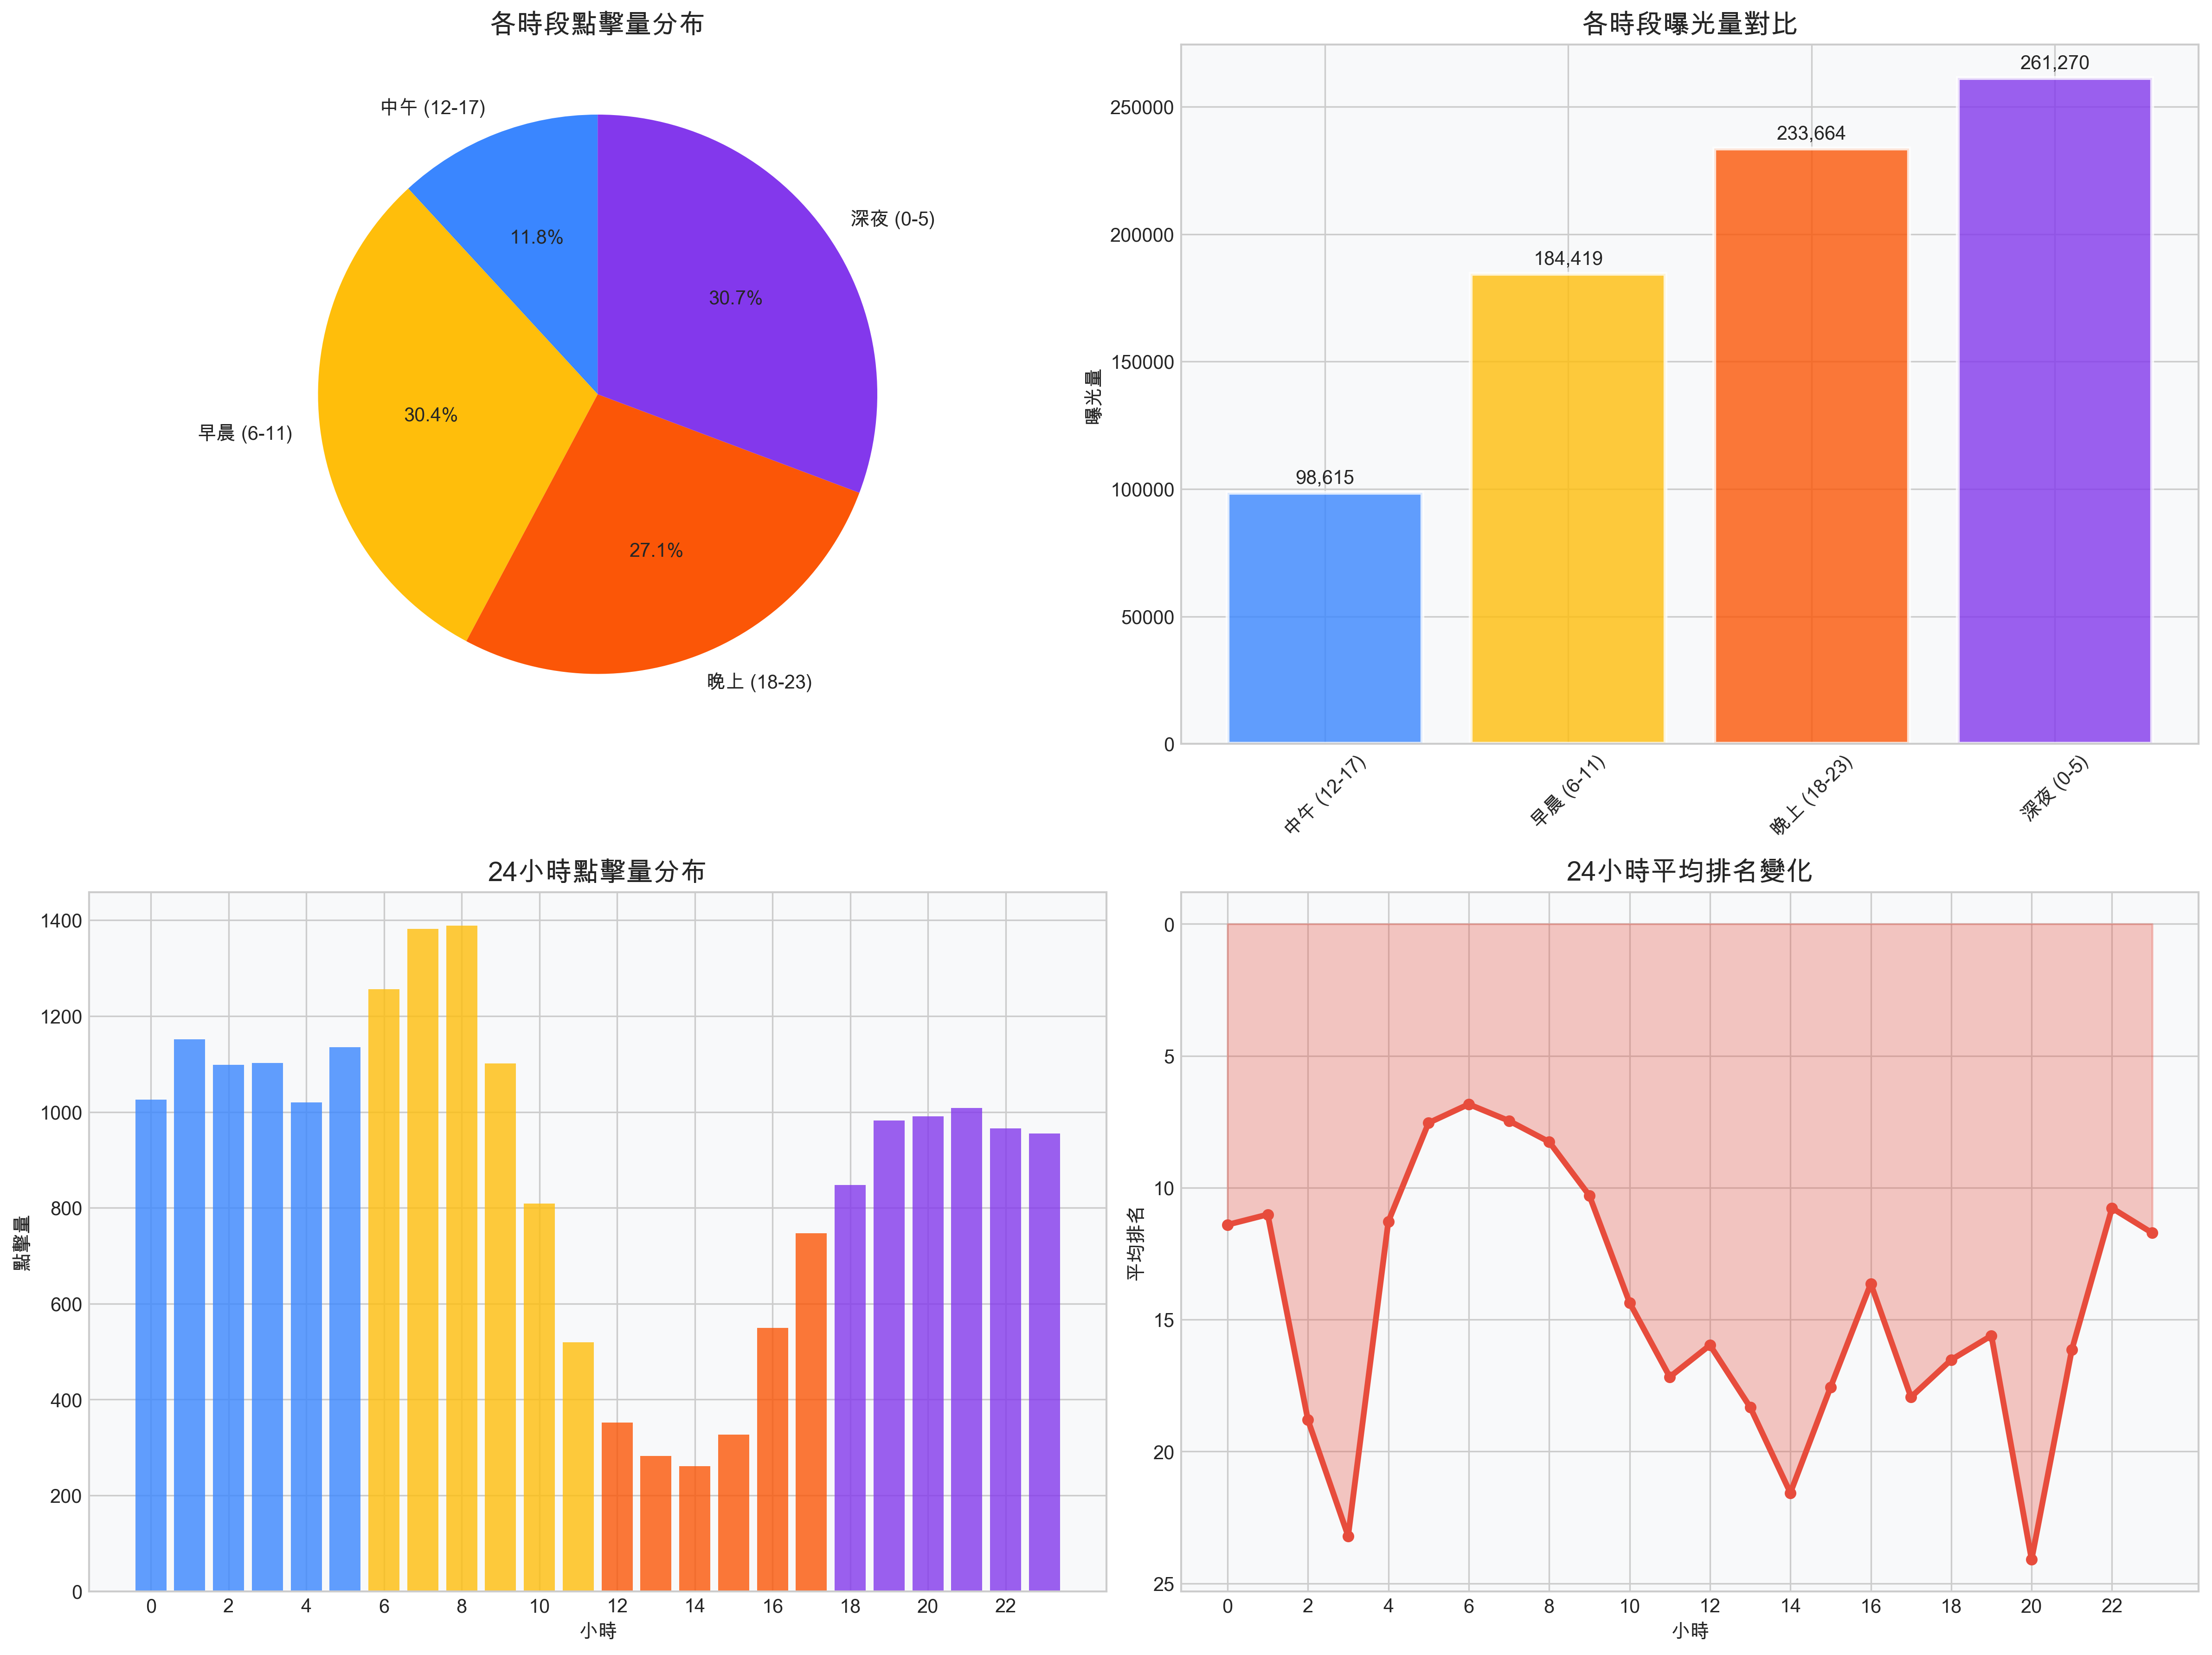 各時段點擊量分布
中午 (12-17)
11.8%
深夜 (0-5)
30.7%
早晨 (6-11)
30.4%
27.1%
晚上 (18-23)
各時段曝光量對比
曝光量
250000
200000
150000
100000
50000
0
98,615
184,419
233,664
261,270
中午 (12-17)
早晨 (6-11)
晚上 (18-23)
深夜 (0-5)
24小時點擊量分布
點擊量
1400
1200
1000
800
600
400
200
0
0 2 4 6 8 10 12 14 16 18 20 22
小時
24小時平均排名變化
平均排名
0
5
10
15
20
25
0 2 4 6 8 10 12 14 16 18 20 22
小時